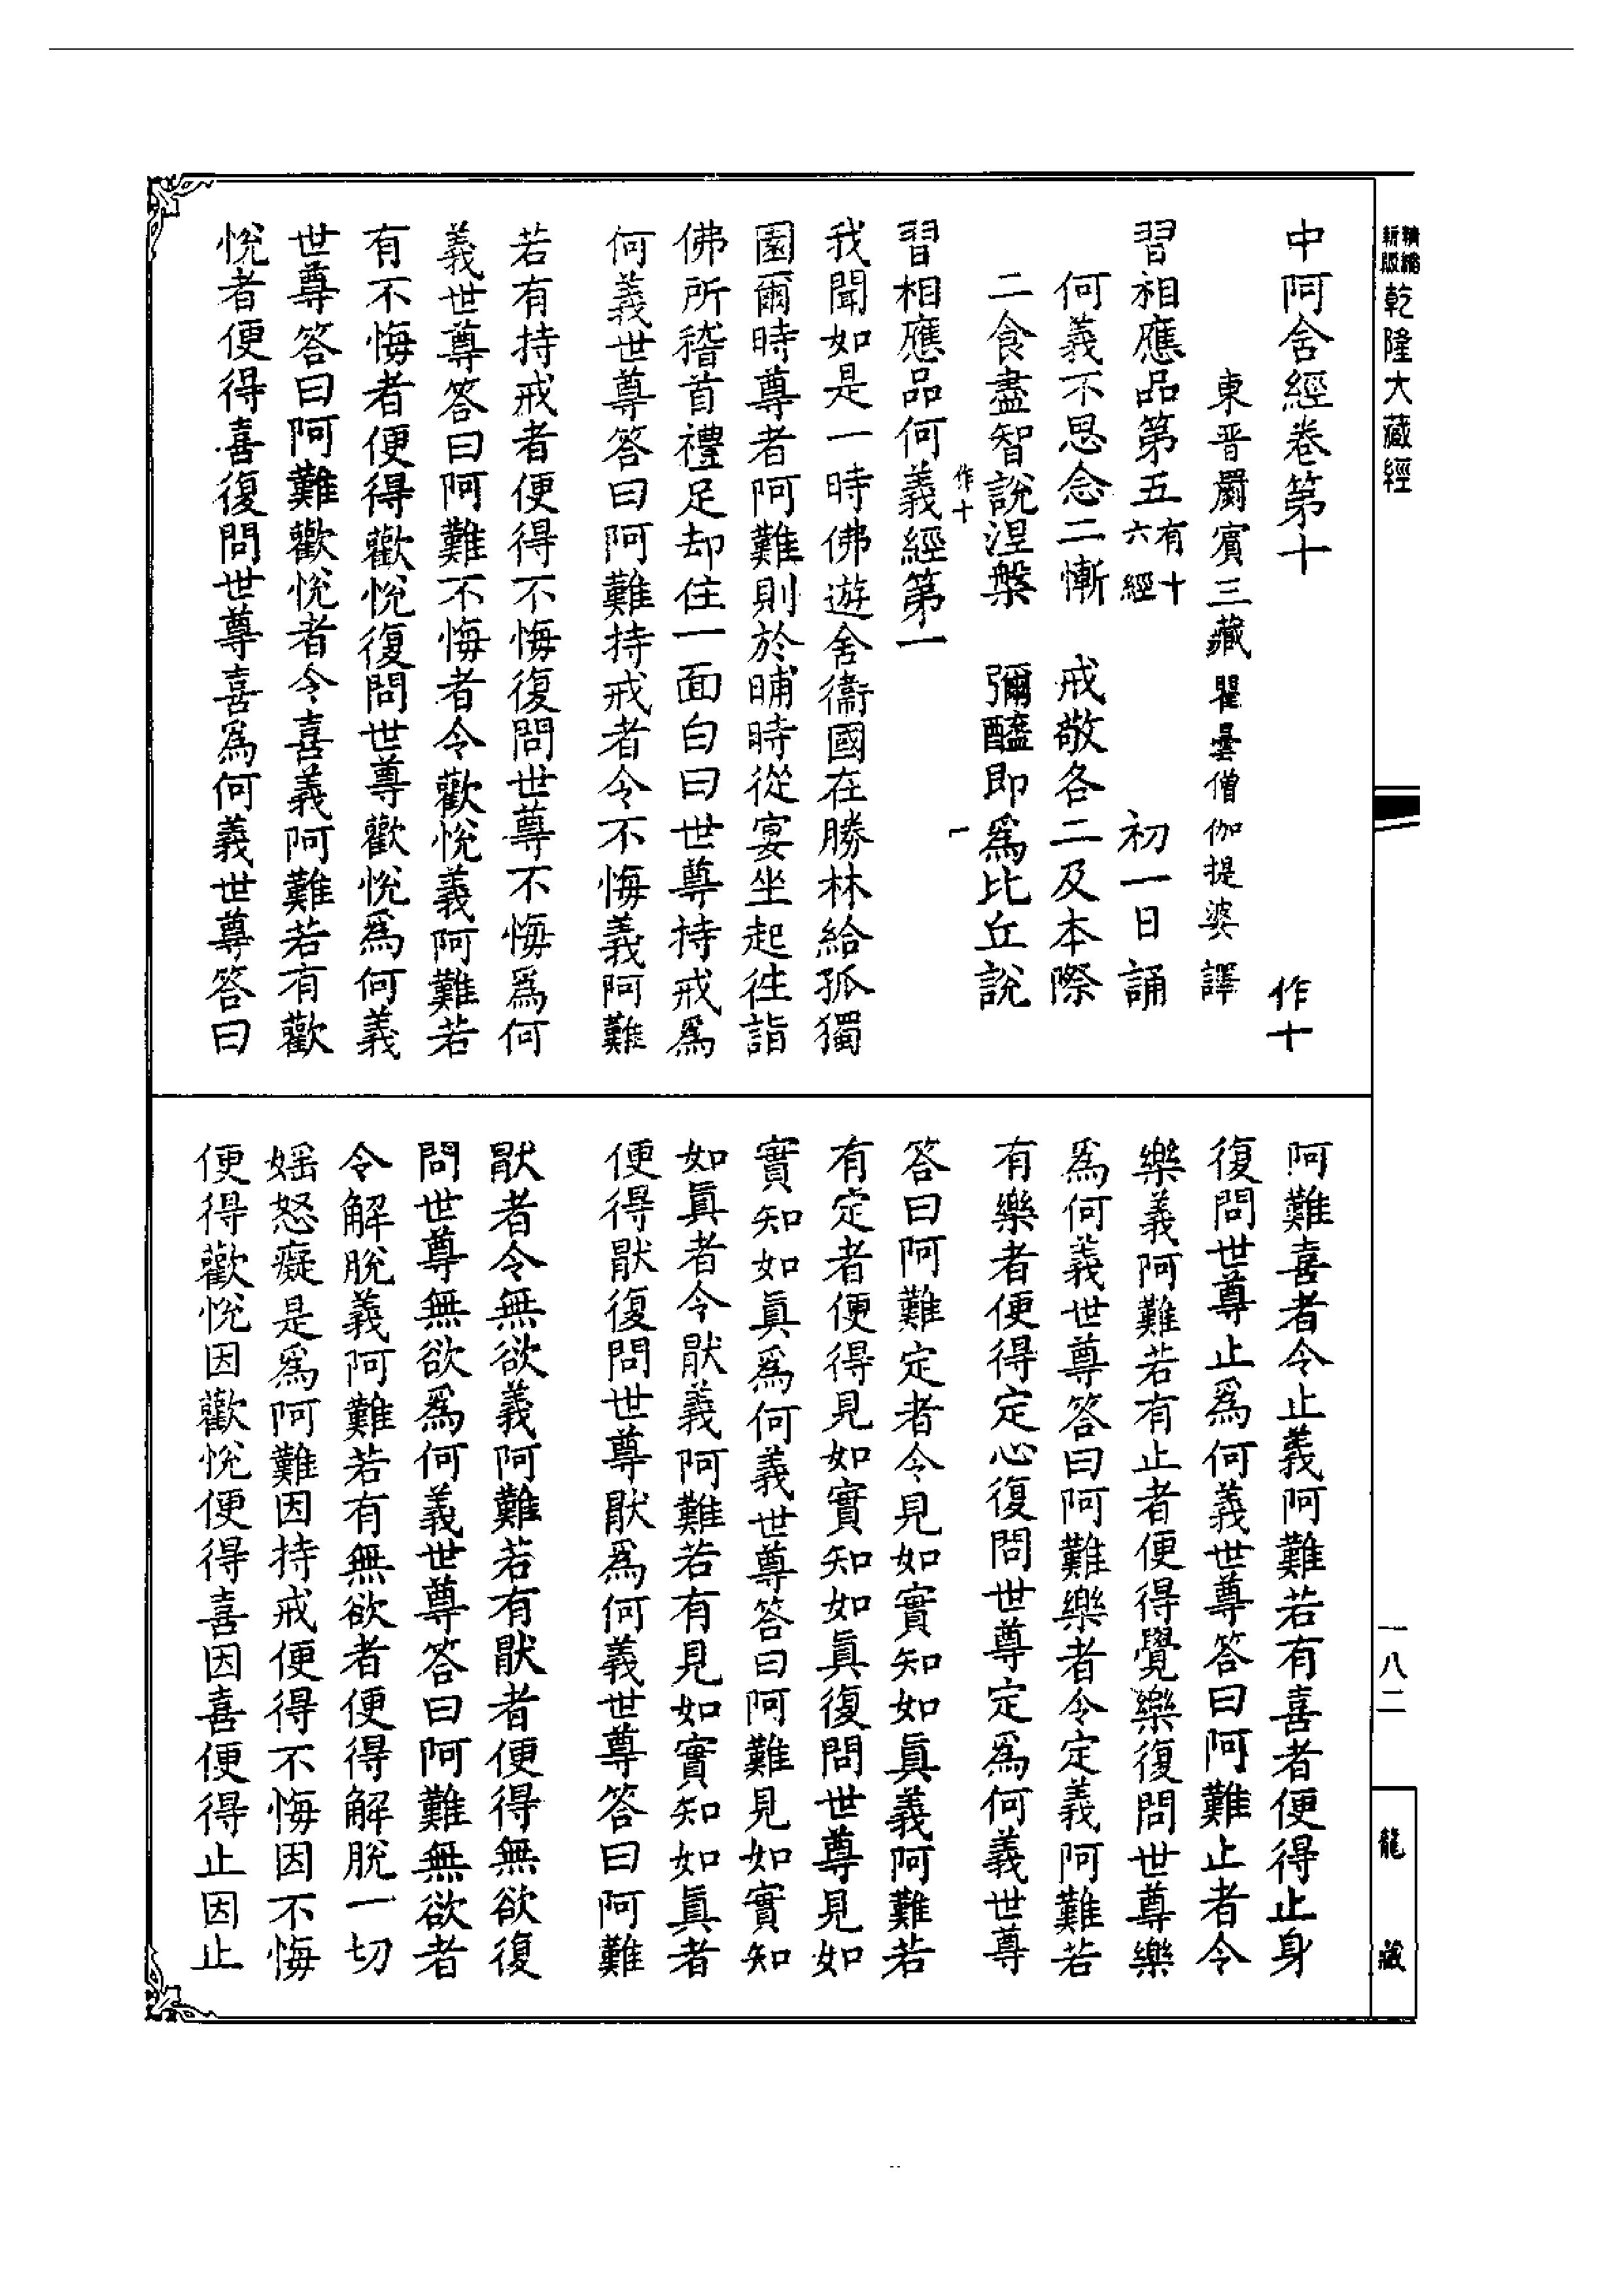 精縮新版乾隆大藏經
一八二
龍藏
中阿含經卷第十 作十
東晉罽賓三藏瞿曇僧伽提婆譯
習相應品第五有十六經 初一日誦
何義不思念二慚 戒敬各二及本際
二食盡智說涅槃 彌醯即爲比丘說
作十 一
習相應品何義經第一
我聞如是一時佛遊舍衞國在勝林給孤獨
園爾時尊者阿難則於晡時從宴坐起徃詣
佛所稽首禮足却住一面白曰世尊持戒爲
何義世尊答曰阿難持戒者令不悔義阿難
若有持戒者便得不悔復問世尊不悔爲何
義世尊答曰阿難不悔者令歡悅義阿難若
有不悔者便得歡悅復問世尊歡悅爲何義
世尊答曰阿難歡悅者令喜義阿難若有歡
悅者便得喜復問世尊喜爲何義世尊答曰
阿難喜者令止義阿難若有喜者便得止身
復問世尊止爲何義世尊答曰阿難止者令
樂義阿難若有止者便得覺樂復問世尊樂
爲何義世尊答曰阿難樂者令定義阿難若
有樂者便得定心復問世尊定爲何義世尊
答曰阿難定者令見如實知如眞義阿難若
有定者便得見如實知如眞復問世尊見如
實知如眞爲何義世尊答曰阿難見如實知
如眞者令猒義阿難若有見如實知如眞者
便得猒復問世尊猒爲何義世尊答曰阿難
猒者令無欲義阿難若有猒者便得無欲復
問世尊無欲爲何義世尊答曰阿難無欲者
令解脫義阿難若有無欲者便得解脫一切
婬怒癡是爲阿難因持戒便得不悔因不悔
便得歡悅因歡悅便得喜因喜便得止因止